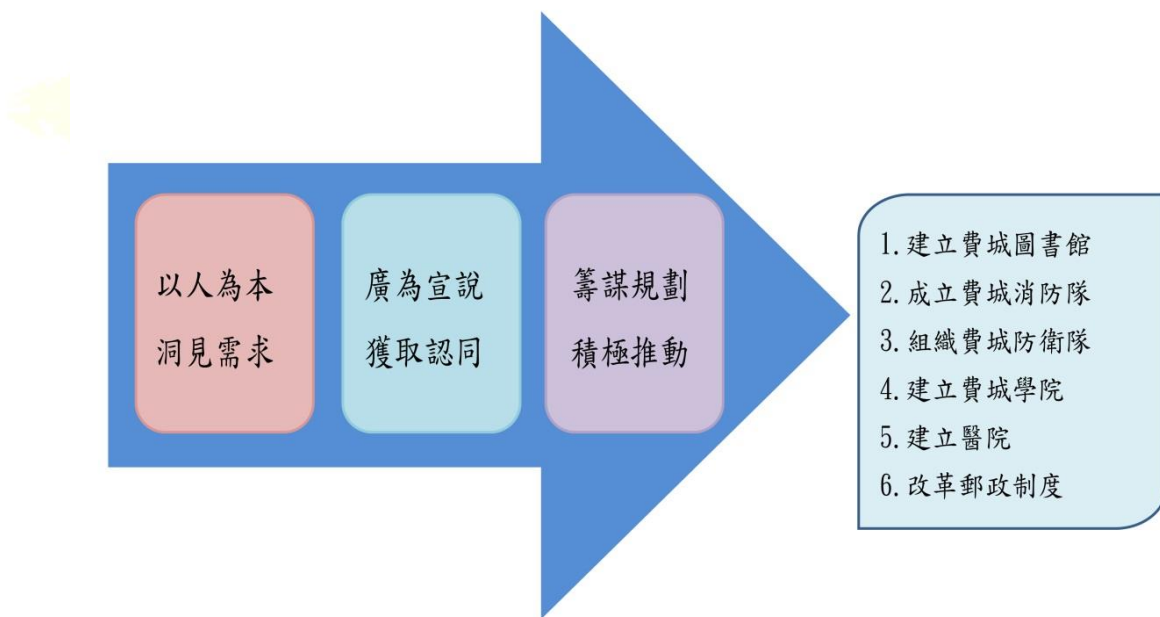 以人為本
洞見需求
廣為宣說
獲取認同
籌謀規劃
積極推動
1.建立費城圖書館
2.成立費城消防隊
3.組織費城防衛隊
4.建立費城學院
5.建立醫院
6.改革郵政制度